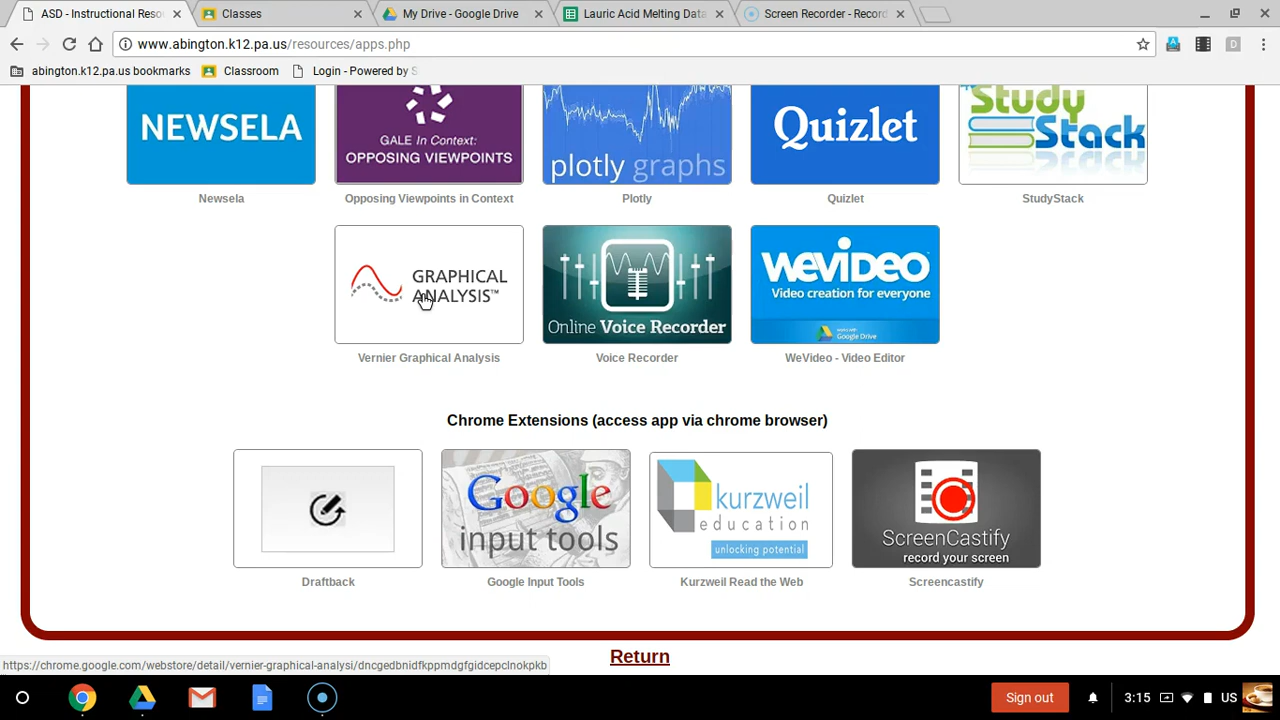 ASD - Instructional Reso
Classes
My Drive - Google Drive
Lauric Acid Melting Data
Screen Recorder - Record
www.abington.k12.pa.us/resources/apps.php
abington.k12.pa.us bookmarks
Classroom
Login - Powered by S
NEWSELA
GALE IN CONTEXT:
OPPOSING VIEWPOINTS
plotly graphs
Quizlet
Study
Stack
Newsela
Opposing Viewpoints in Context
Plotly
Quizlet
StudyStack
GRAPHICAL
ANALYSIS™
Online Voice Recorder
WEVIDEO
Video creation for everyone
works with
Google Drive
Vernier Graphical Analysis
Voice Recorder
WeVideo - Video Editor
Chrome Extensions (access app via chrome browser)
Google
input tools
kurzweil
education
unlocking potential
ScreenCastify
record your screen
Draftback
Google Input Tools
Kurzweil Read the Web
Screencastify
Return
https://chrome.google.com/webstore/detail/vernier-graphical-analysi/dncgedbnidfkppmdgfgidcepclnokpkb
Sign out
3:15
US